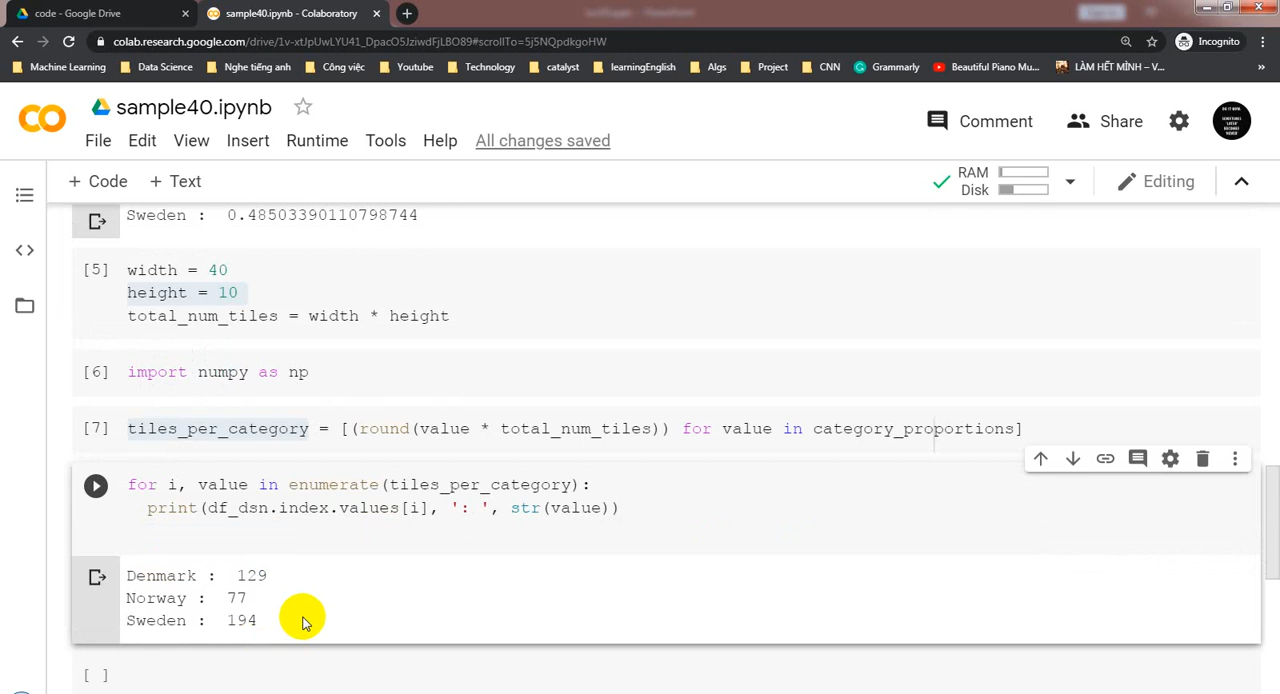 code - Google Drive
sample40.ipynb - Colaboratory
colab.research.google.com/drive/1v-xtJpUwLYU41_DpacO5JziwdFjLBO89#scrollTo=5j5NQpdkgoHW
Incognito
Machine Learning
Data Science
Nghe tiếng anh
Công việc
Youtube
Technology
catalyst
learningEnglish
Algs
Project
CNN
Grammarly
Beautiful Piano Mu...
LÀM HẾT MÌNH – V...
sample40.ipynb
Comment
Share
File Edit View Insert Runtime Tools Help All changes saved
+ Code + Text
RAM
Disk
Editing
Sweden : 0.48503390110798744
[5] width = 40
height = 10
total_num_tiles = width * height
[6] import numpy as np
[7] tiles_per_category = [(round(value * total_num_tiles)) for value in category_proportions]
for i, value in enumerate(tiles_per_category):
print(df_dsn.index.values[i], ': ', str(value))
Denmark : 129
Norway : 77
Sweden : 194
[ ]